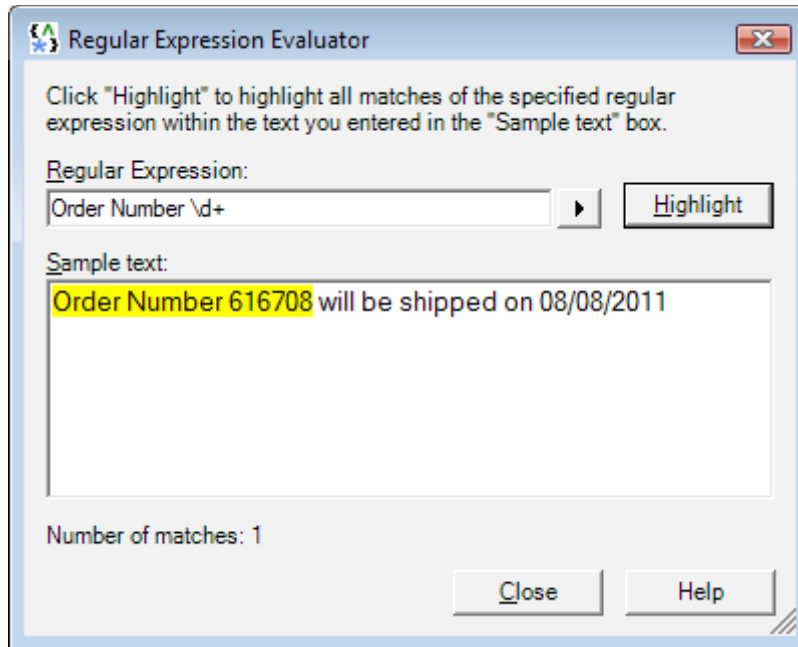 Regular Expression Evaluator
Click "Highlight" to highlight all matches of the specified regular
expression within the text you entered in the "Sample text" box.
Regular Expression:
Order Number \d+
Highlight
Sample text:
Order Number 616708 will be shipped on 08/08/2011
Number of matches: 1
Close Help